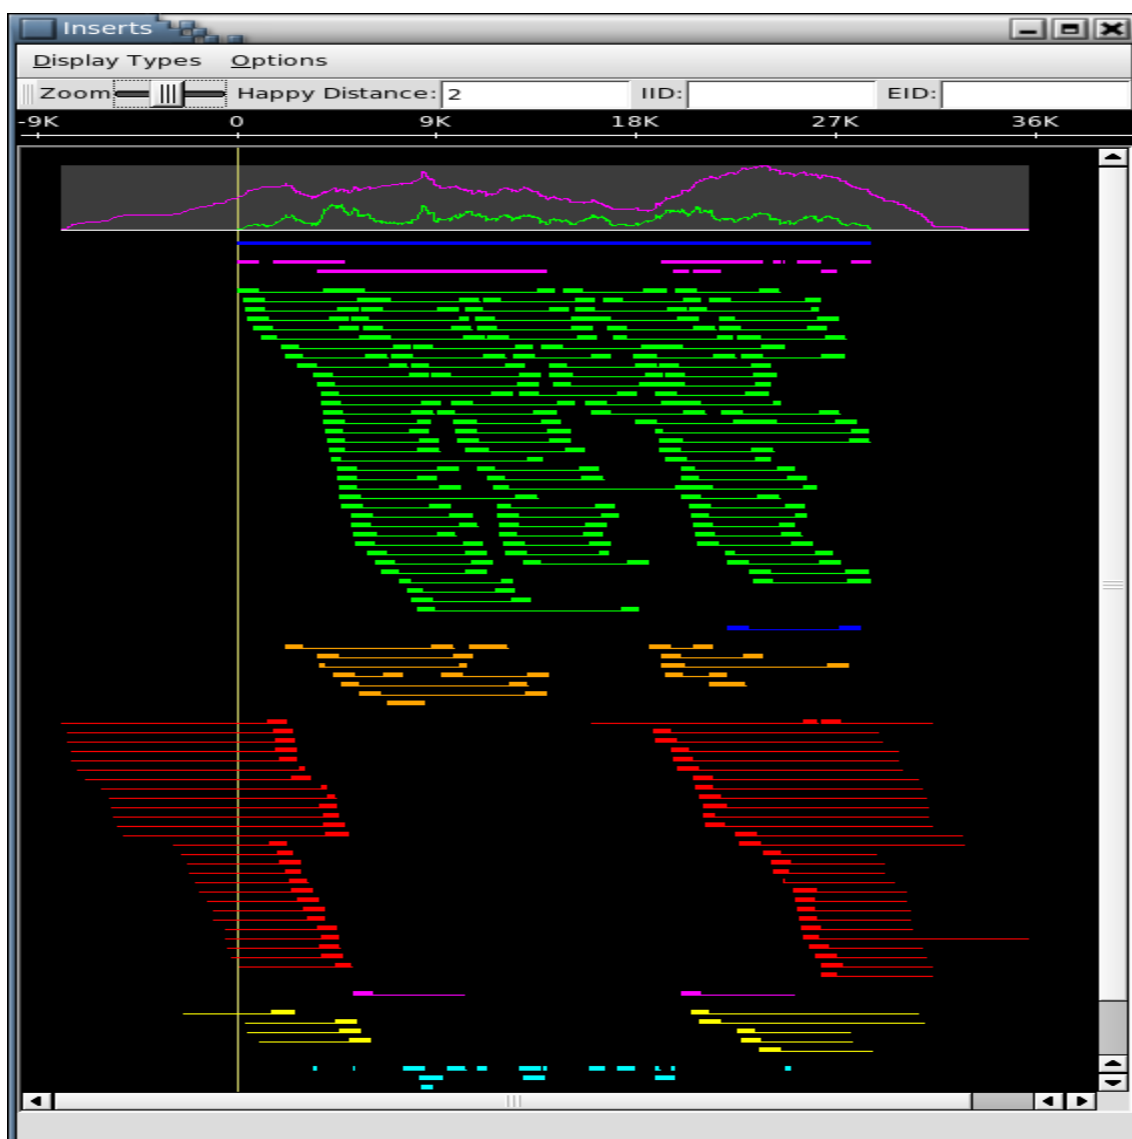 Inserts
Display Types Options
Zoom Happy Distance: 2 IID: EID:
-9K 0 9K 18K 27K 36K